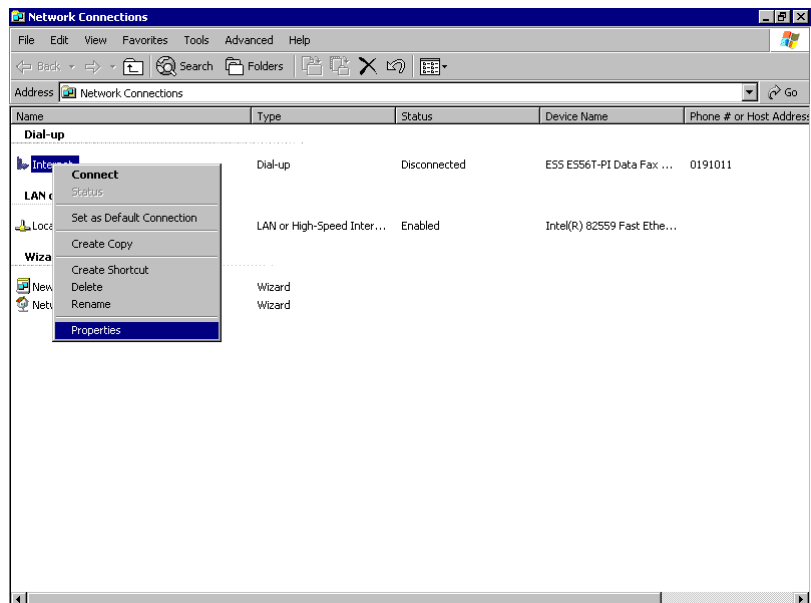 Network Connections
File Edit View Favorites Tools Advanced Help
Back Search Folders
Address Network Connections Go
Name Type Status Device Name Phone # or Host Address
Dial-up
Internet Dial-up Disconnected ESS ES56T-PI Data Fax ... 0191011
Connect
Status
LAN
Set as Default Connection
Loca LAN or High-Speed Inter... Enabled Intel(R) 82559 Fast Ethe...
Create Copy
Wiza
Create Shortcut
New Delete Wizard
Netw Rename Wizard
Properties